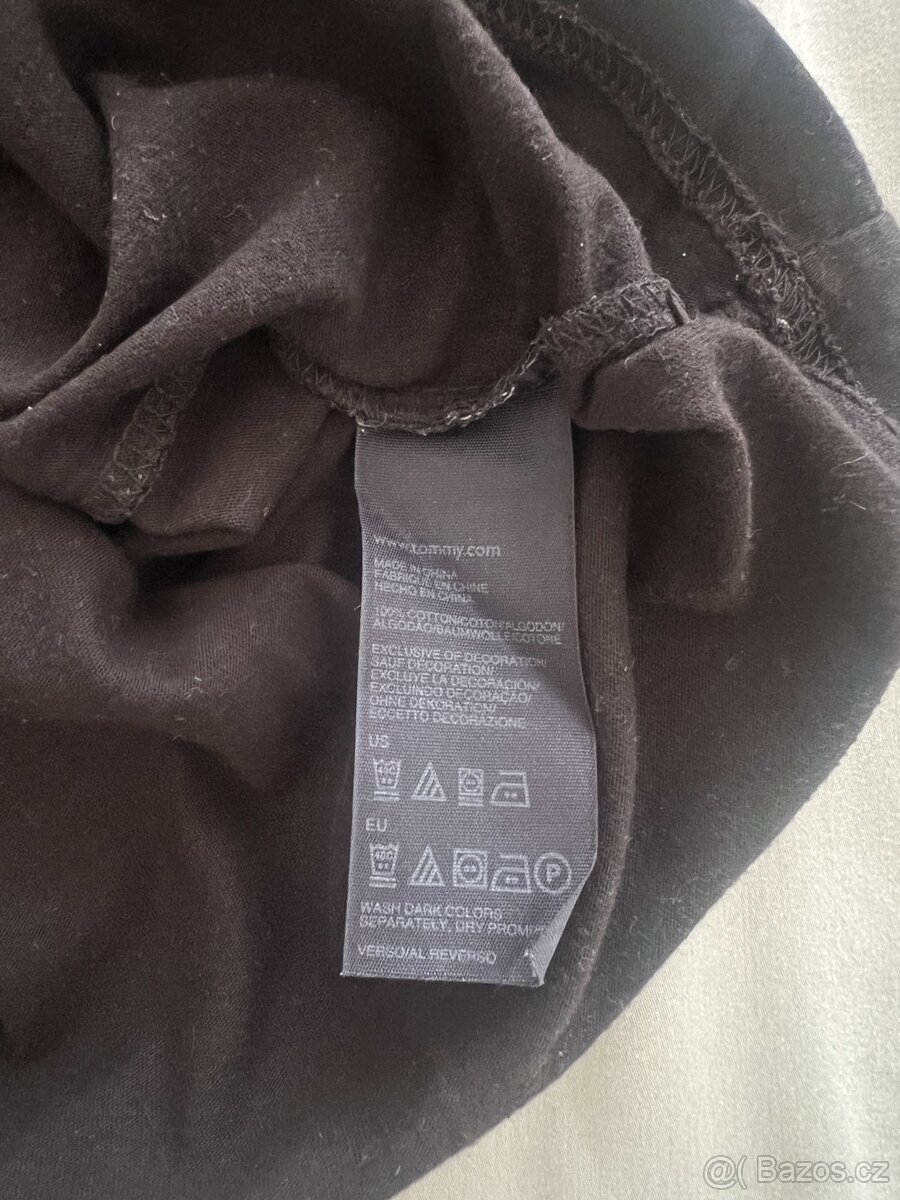 www.tommy.com
MADE IN CHINA
FABRIQUÉ EN CHINE
HECHO EN CHINA
100% COTTON/COTON/ALGODÓN/
ALGODÃO/BAUMWOLLE/COTONE
EXCLUSIVE OF DECORATION/
SAUF DÉCORATION/
EXCLUYE LA DECORACIÓN/
EXCLUINDO DECORAÇÃO/
OHNE DEKORATION/
ECCETTO DECORAZIONE
US
40C
EU
40C
P
WASH DARK COLORS
SEPARATELY, DRY
VERSO/AL REVERSO
@( Bazos.cz